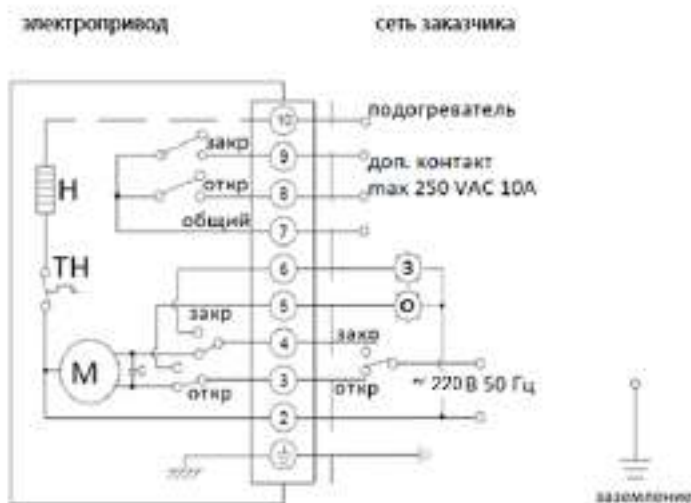 электропривод
сеть заказчика
10
подогреватель
закр
9
доп. контакт
Н
откр
8
max 250 VAC 10A
общий
7
ТН
6
З
5
О
закр
4
закр
М
откр
3
откр
~ 220 В 50 Гц
2
заземление